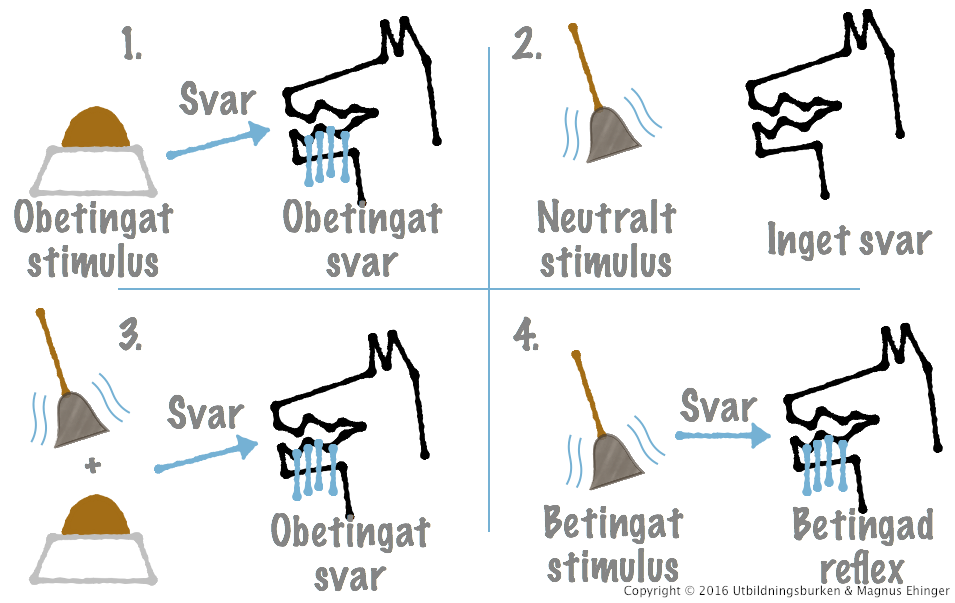 1.
Svar
Obetingat
stimulus
Obetingat
svar
2.
Neutralt
stimulus
Inget svar
3.
+
Svar
Obetingat
svar
4.
Svar
Betingat
stimulus
Betingad
reflex
Copyright © 2016 Utbildningsburken & Magnus Ehinger